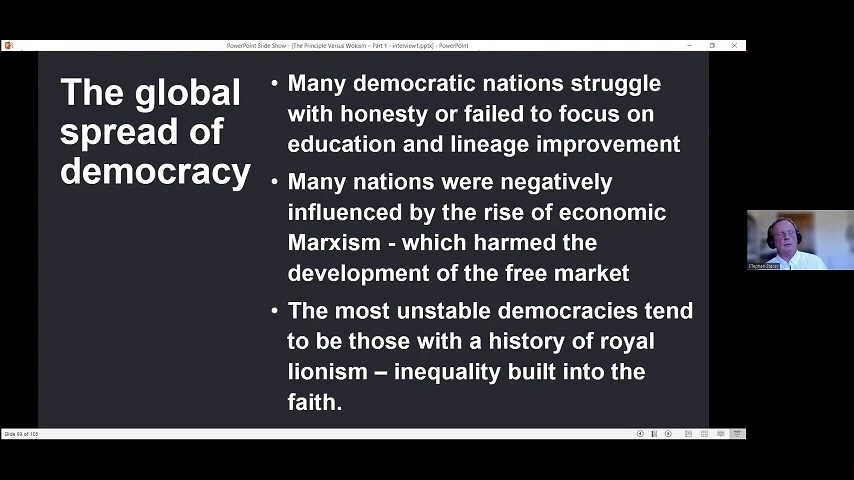 PowerPoint Slide Show - [The Principle Versus Wokism - Part 1 - interview1.pptx] - PowerPoint
The global
spread of
democracy
• Many democratic nations struggle
with honesty or failed to focus on
education and lineage improvement
• Many nations were negatively
influenced by the rise of economic
Marxism - which harmed the
development of the free market
• The most unstable democracies tend
to be those with a history of royal
lionism – inequality built into the
faith.
STephen Stacey
Slide 89 of 105